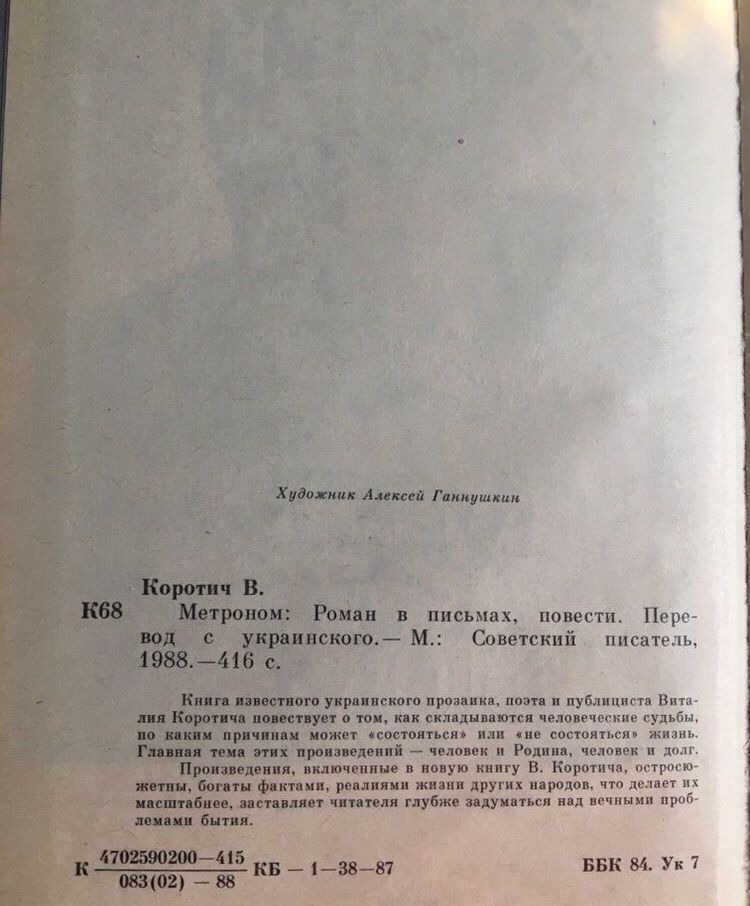 Художник Алексей Ганнушкин
Коротич В.
К68 Метроном: Роман в письмах, повести. Пере-
вод с украинского.— М.: Советский писатель,
1988.—416 с.
Книга известного украинского прозаика, поэта и публициста Вита-
лия Коротича повествует о том, как складываются человеческие судьбы,
по каким причинам может «состояться» или «не состояться» жизнь.
Главная тема этих произведений — человек и Родина, человек и долг.
Произведения, включенные в новую книгу В. Коротича, остросю-
жетны, богаты фактами, реалиями жизни других народов, что делает их
масштабнее, заставляет читателя глубже задуматься над вечными проб-
лемами бытия.
К 4702590200—415
083(02) — 88
КБ — 1—38—87
ББК 84. Ук 7